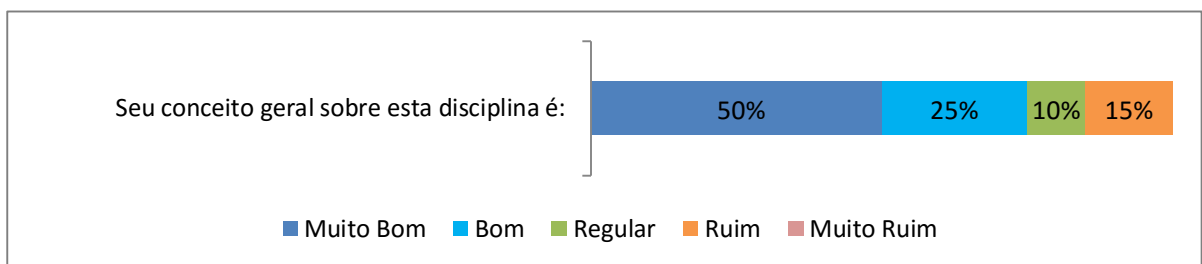 Seu conceito geral sobre esta disciplina é:
50% 25% 10% 15%
Muito Bom Bom Regular Ruim Muito Ruim